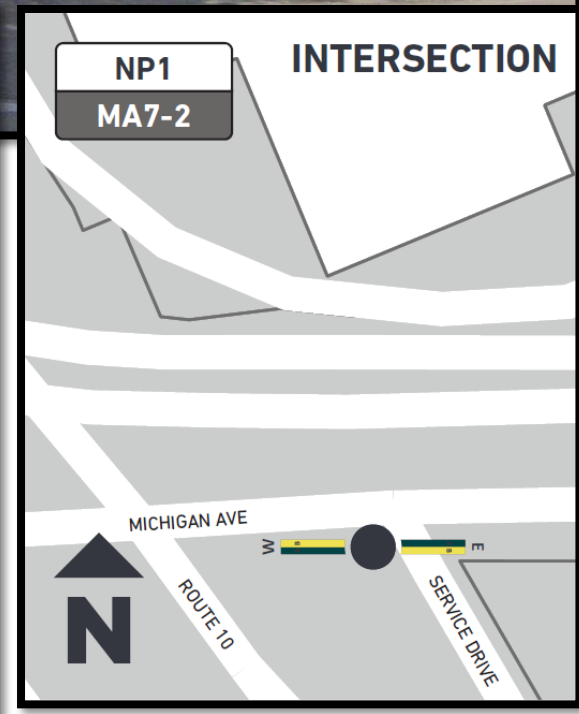 NP1
MA7-2
INTERSECTION
MICHIGAN AVE
W
E
N
ROUTE 10
SERVICE DRIVE